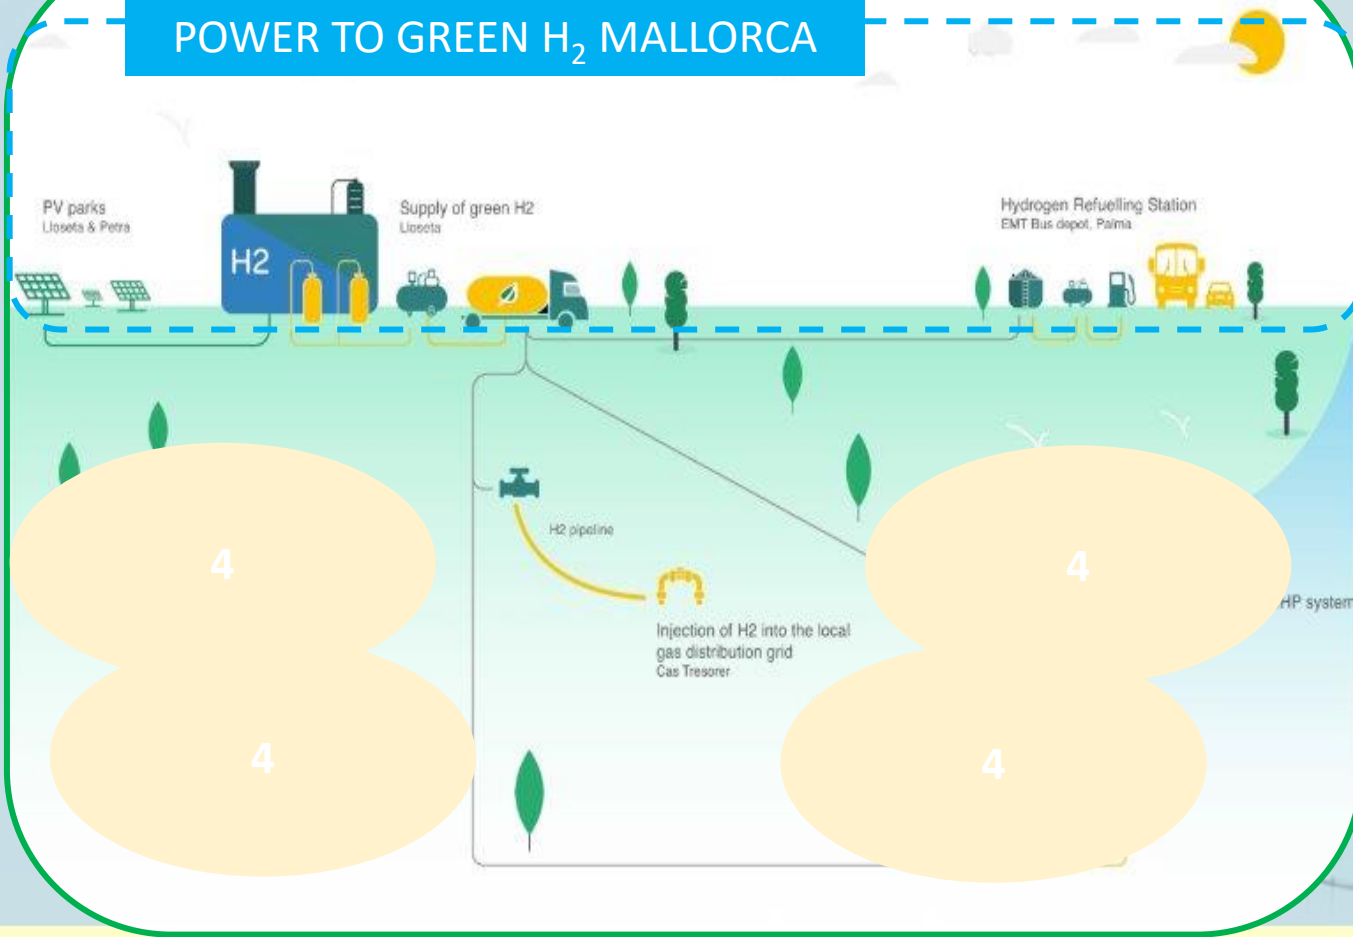 POWER TO GREEN H₂ MALLORCA
PV parks
Lloseta & Petra
H2
Supply of green H2
Lloseta
Hydrogen Refuelling Station
EMT Bus depot, Palma
H2 pipeline
4
4
HP system
Injection of H2 into the local
gas distribution grid
Cas Tresorer
4
4